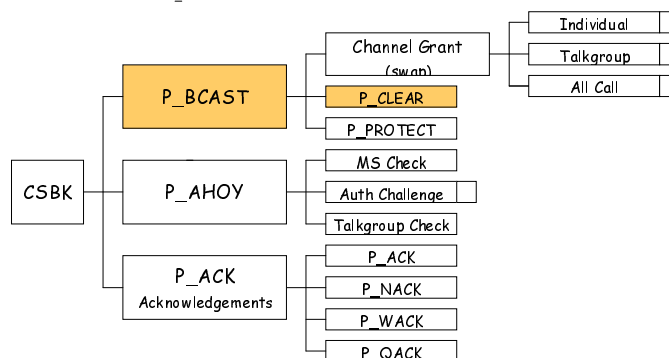 CSBK
P_BCAST
Channel Grant
(swap)
Individual
Talkgroup
All Call
P_CLEAR
P_PROTECT
P_AHOY
MS Check
Auth Challenge
Talkgroup Check
P_ACK
Acknowledgements
P_ACK
P_NACK
P_WACK
P_QACK